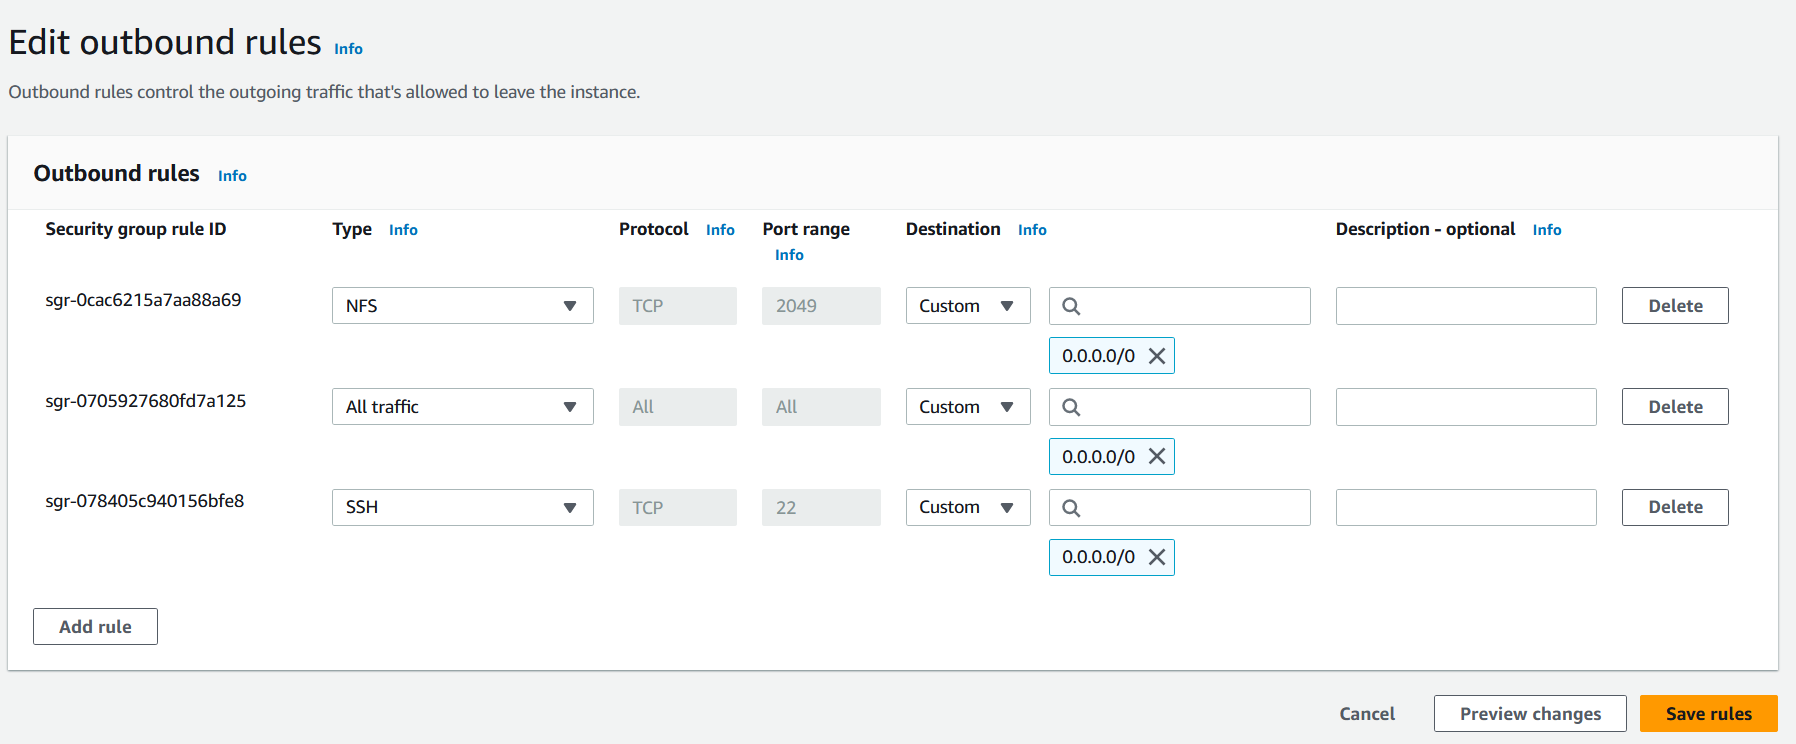 Edit outbound rules Info
Outbound rules control the outgoing traffic that's allowed to leave the instance.
Outbound rules Info
Security group rule ID Type Info Protocol Info Port range Info Destination Info Description - optional Info
sgr-0cac6215a7aa88a69 NFS TCP 2049 Custom Delete
0.0.0.0/0
sgr-0705927680fd7a125 All traffic All All Custom Delete
0.0.0.0/0
sgr-078405c940156bfe8 SSH TCP 22 Custom Delete
0.0.0.0/0
Add rule
Cancel Preview changes Save rules